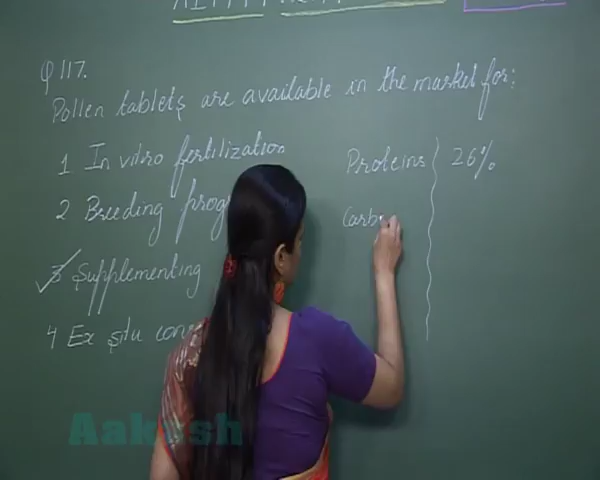 Q 117.
Pollen tablets are available in the market for:
1 In vitro fertilization
2 Breeding prog
3 Supplementing
4 Ex situ con
Proteins 26%
Carb
Aakash